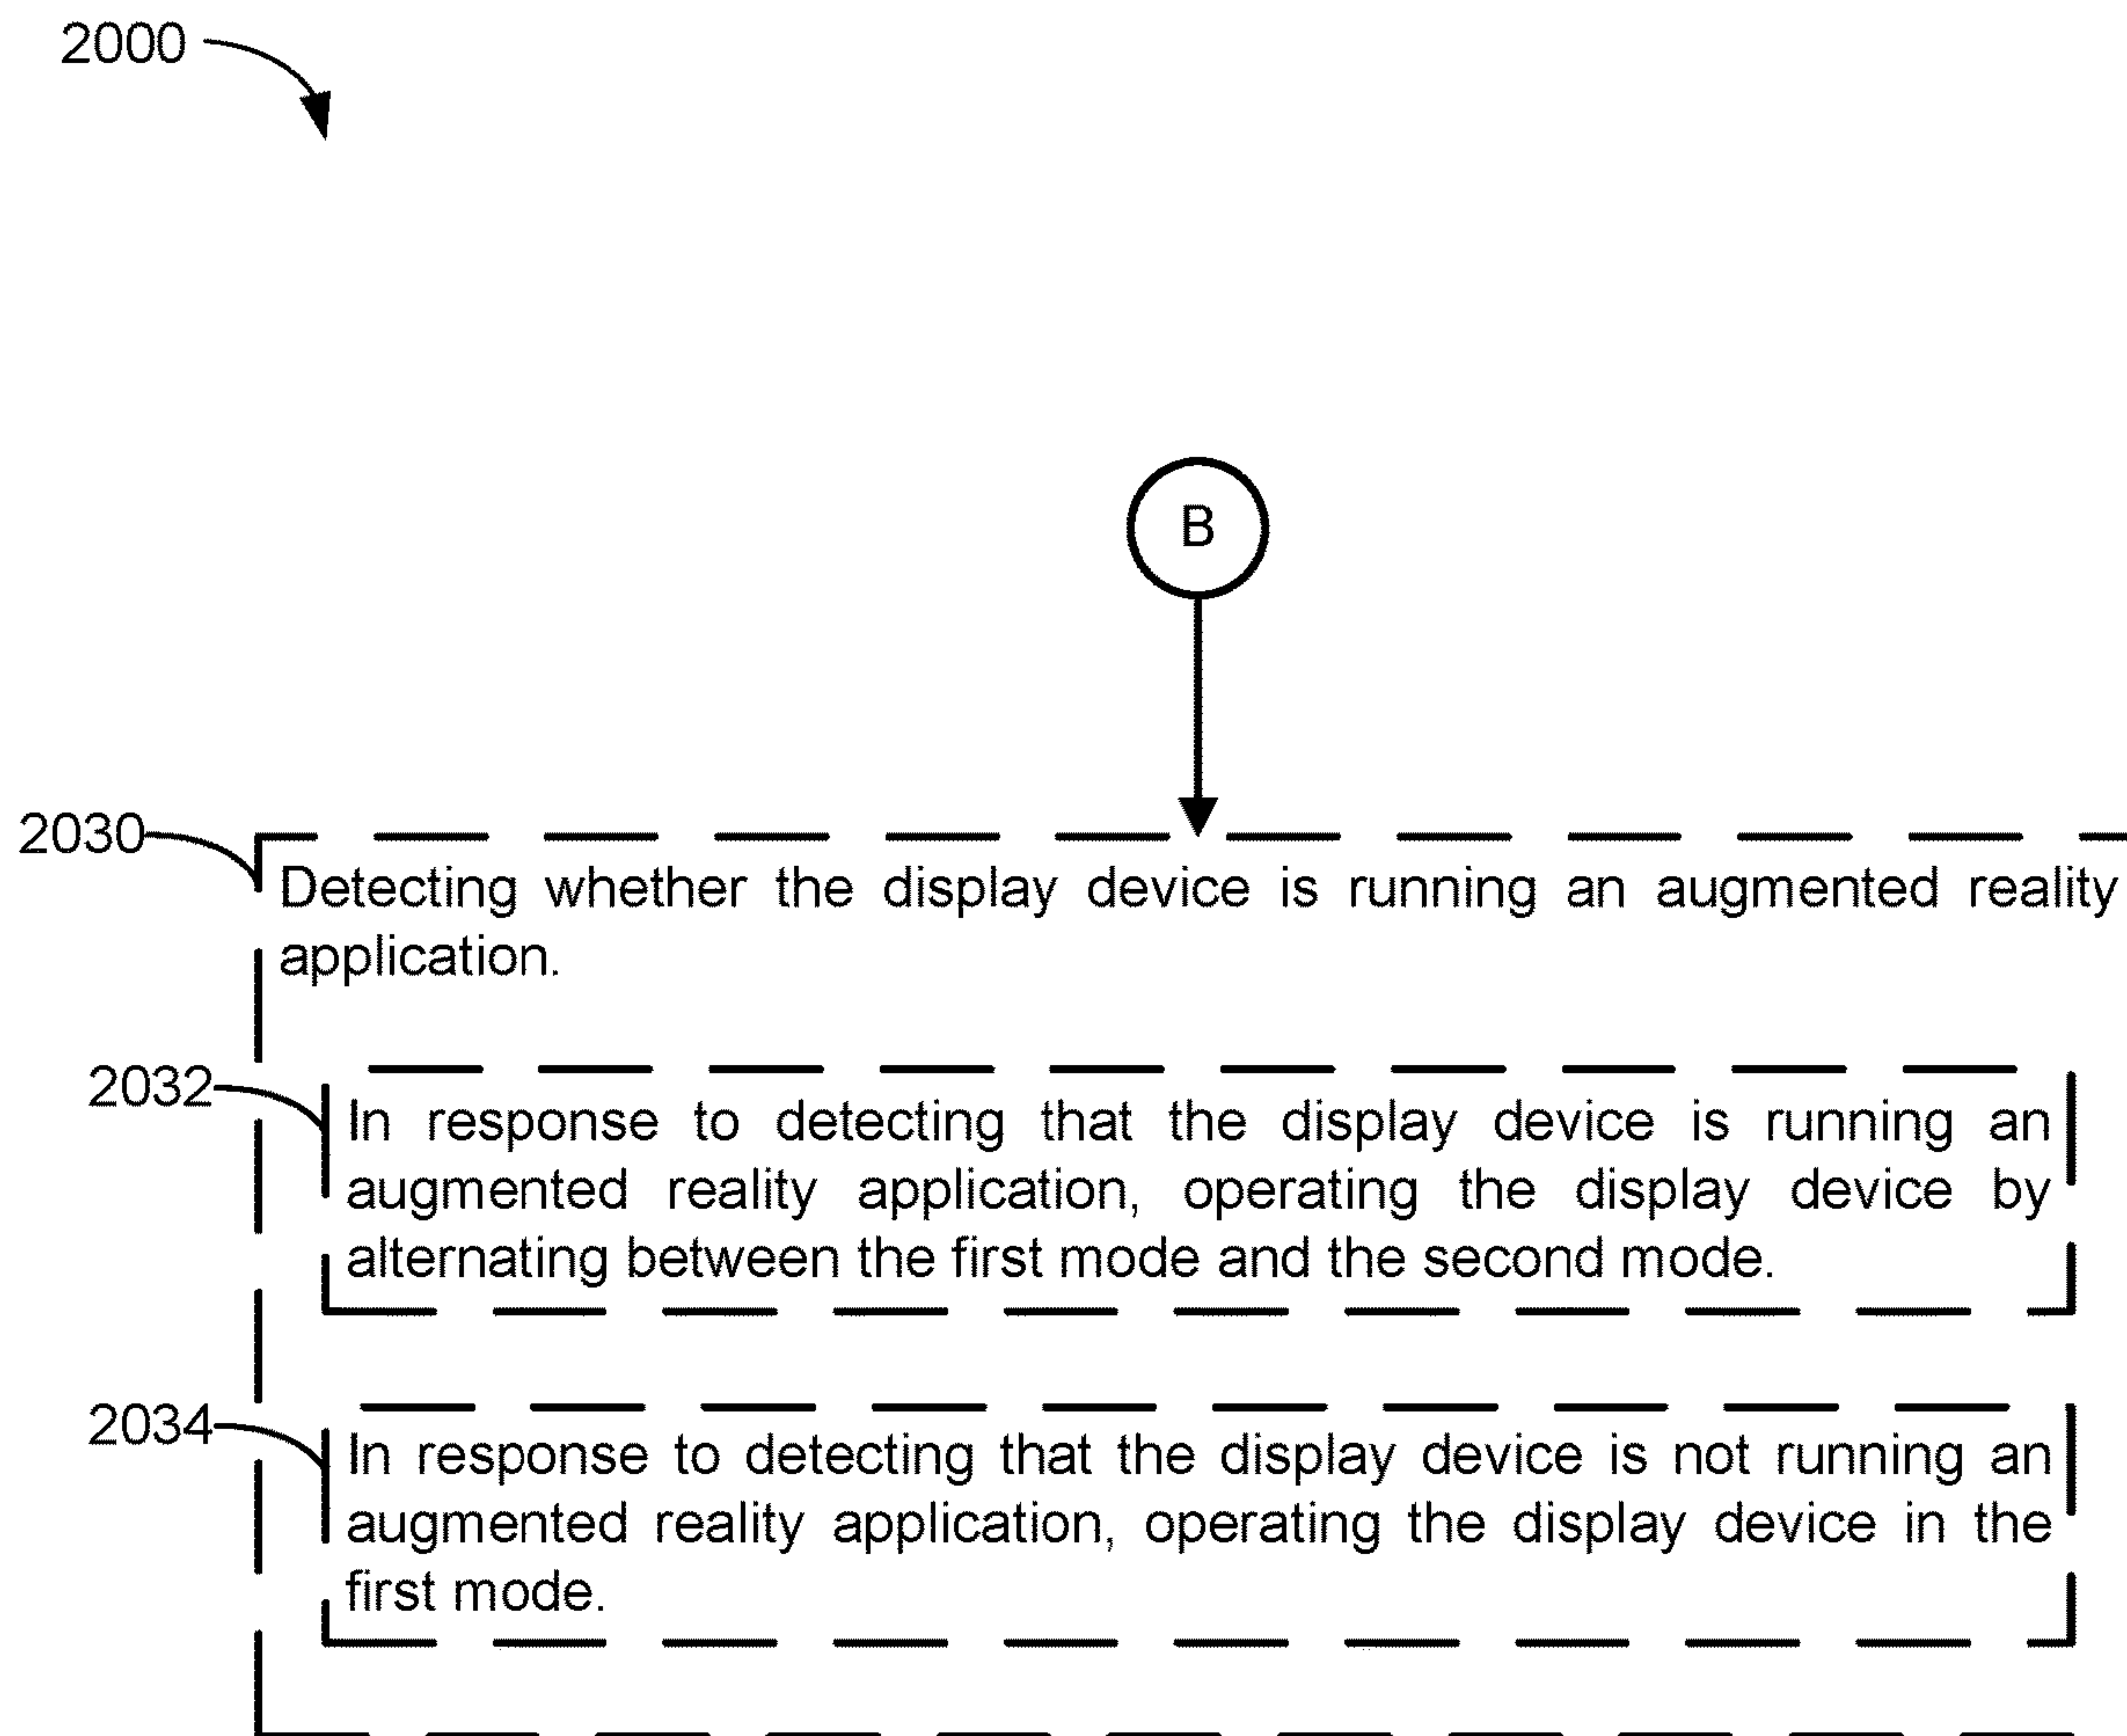 2000
B
2030
Detecting whether the display device is running an augmented reality
application.
2032
In response to detecting that the display device is running an
augmented reality application, operating the display device by
alternating between the first mode and the second mode.
2034
In response to detecting that the display device is not running an
augmented reality application, operating the display device in the
first mode.